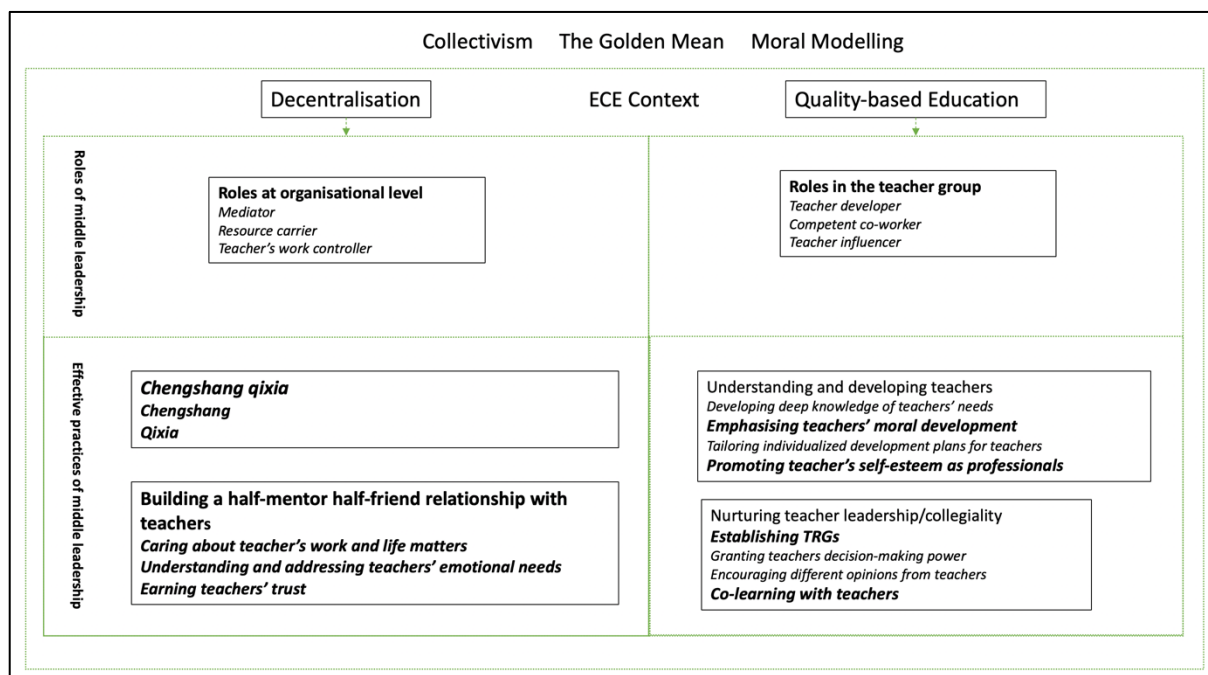 Collectivism The Golden Mean Moral Modelling
Decentralisation
ECE Context
Quality-based Education
Roles of middle leadership
Roles at organisational level
Mediator
Resource carrier
Teacher's work controller
Roles in the teacher group
Teacher developer
Competent co-worker
Teacher influencer
Effective practices of middle leadership
Chengshang qixia
Chengshang
Qixia
Building a half-mentor half-friend relationship with
teachers
Caring about teacher's work and life matters
Understanding and addressing teachers' emotional needs
Earning teachers' trust
Understanding and developing teachers
Developing deep knowledge of teachers' needs
Emphasising teachers' moral development
Tailoring individualized development plans for teachers
Promoting teacher's self-esteem as professionals
Nurturing teacher leadership/collegiality
Establishing TRGs
Granting teachers decision-making power
Encouraging different opinions from teachers
Co-learning with teachers